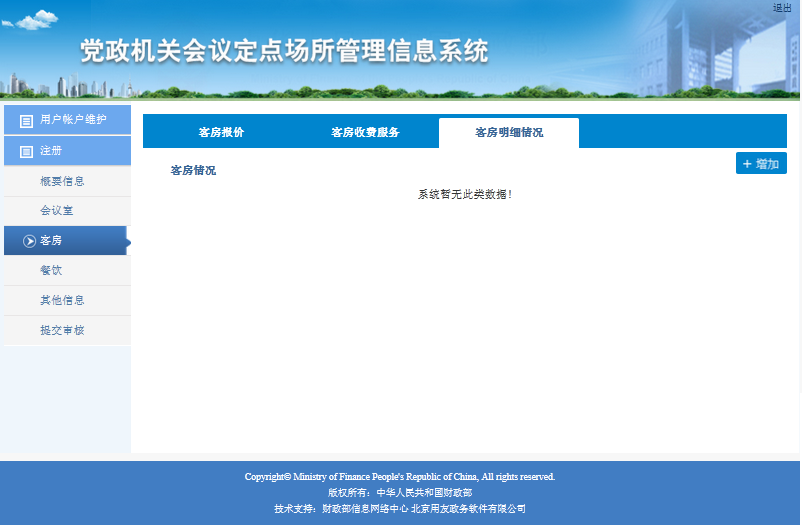 退出
党政机关会议定点场所管理信息系统
用户帐户维护
注册
概要信息
会议室
客房
餐饮
其他信息
提交审核
客房报价 客房收费服务 客房明细情况
客房情况
+ 增加
系统暂无此类数据！
Copyright© Ministry of Finance People's Republic of China, All rights reserved.
版权所有：中华人民共和国财政部
技术支持：财政部信息网络中心 北京用友政务软件有限公司